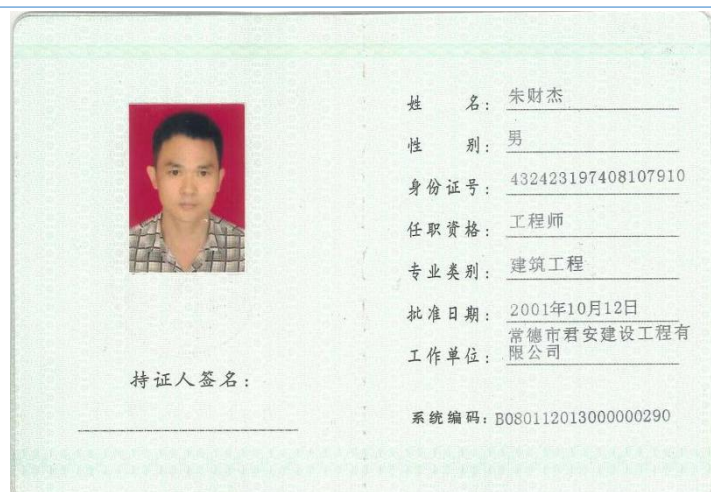 姓 名：朱财杰
性 别：男
身份证号：432423197408107910
任职资格：工程师
专业类别：建筑工程
批准日期：2001年10月12日
工作单位：常德市君安建设工程有
限公司
系统编码：B080112013000000290
持证人签名：